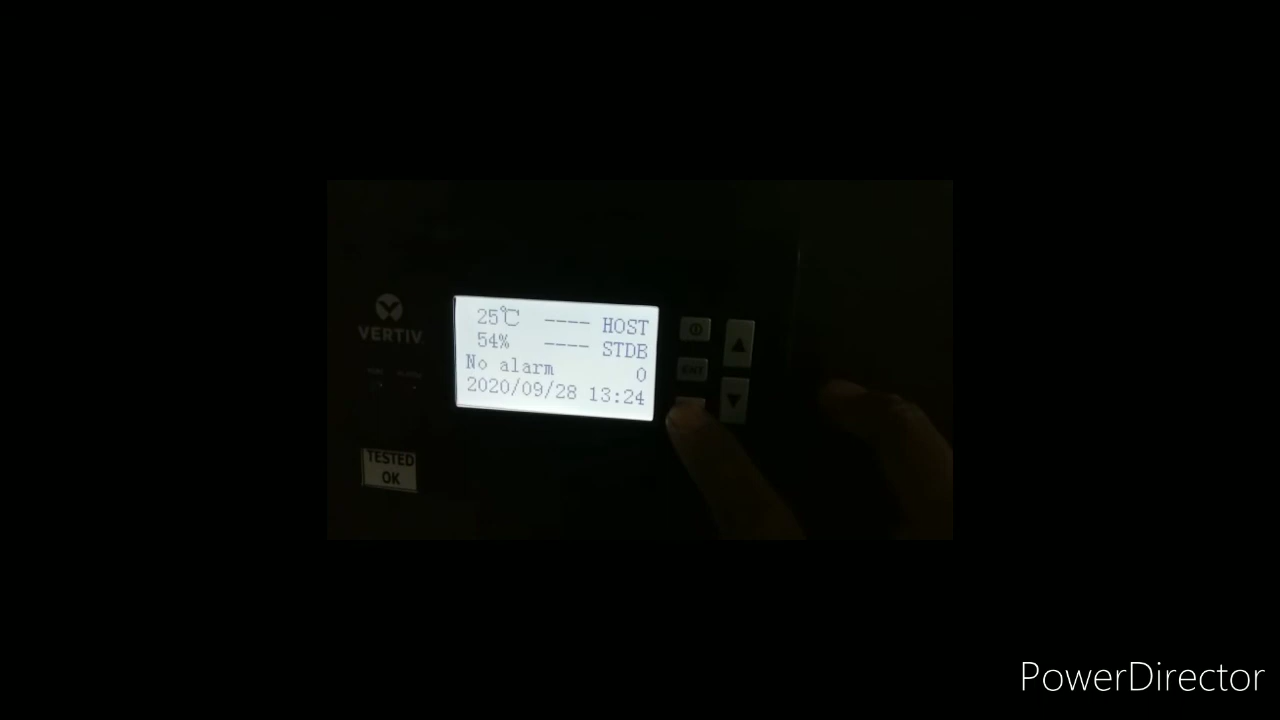 VERTIV
25℃ ---- HOST
54% ---- STDB
No alarm 0
2020/09/28 13:24
ENT
TESTED
OK
PowerDirector